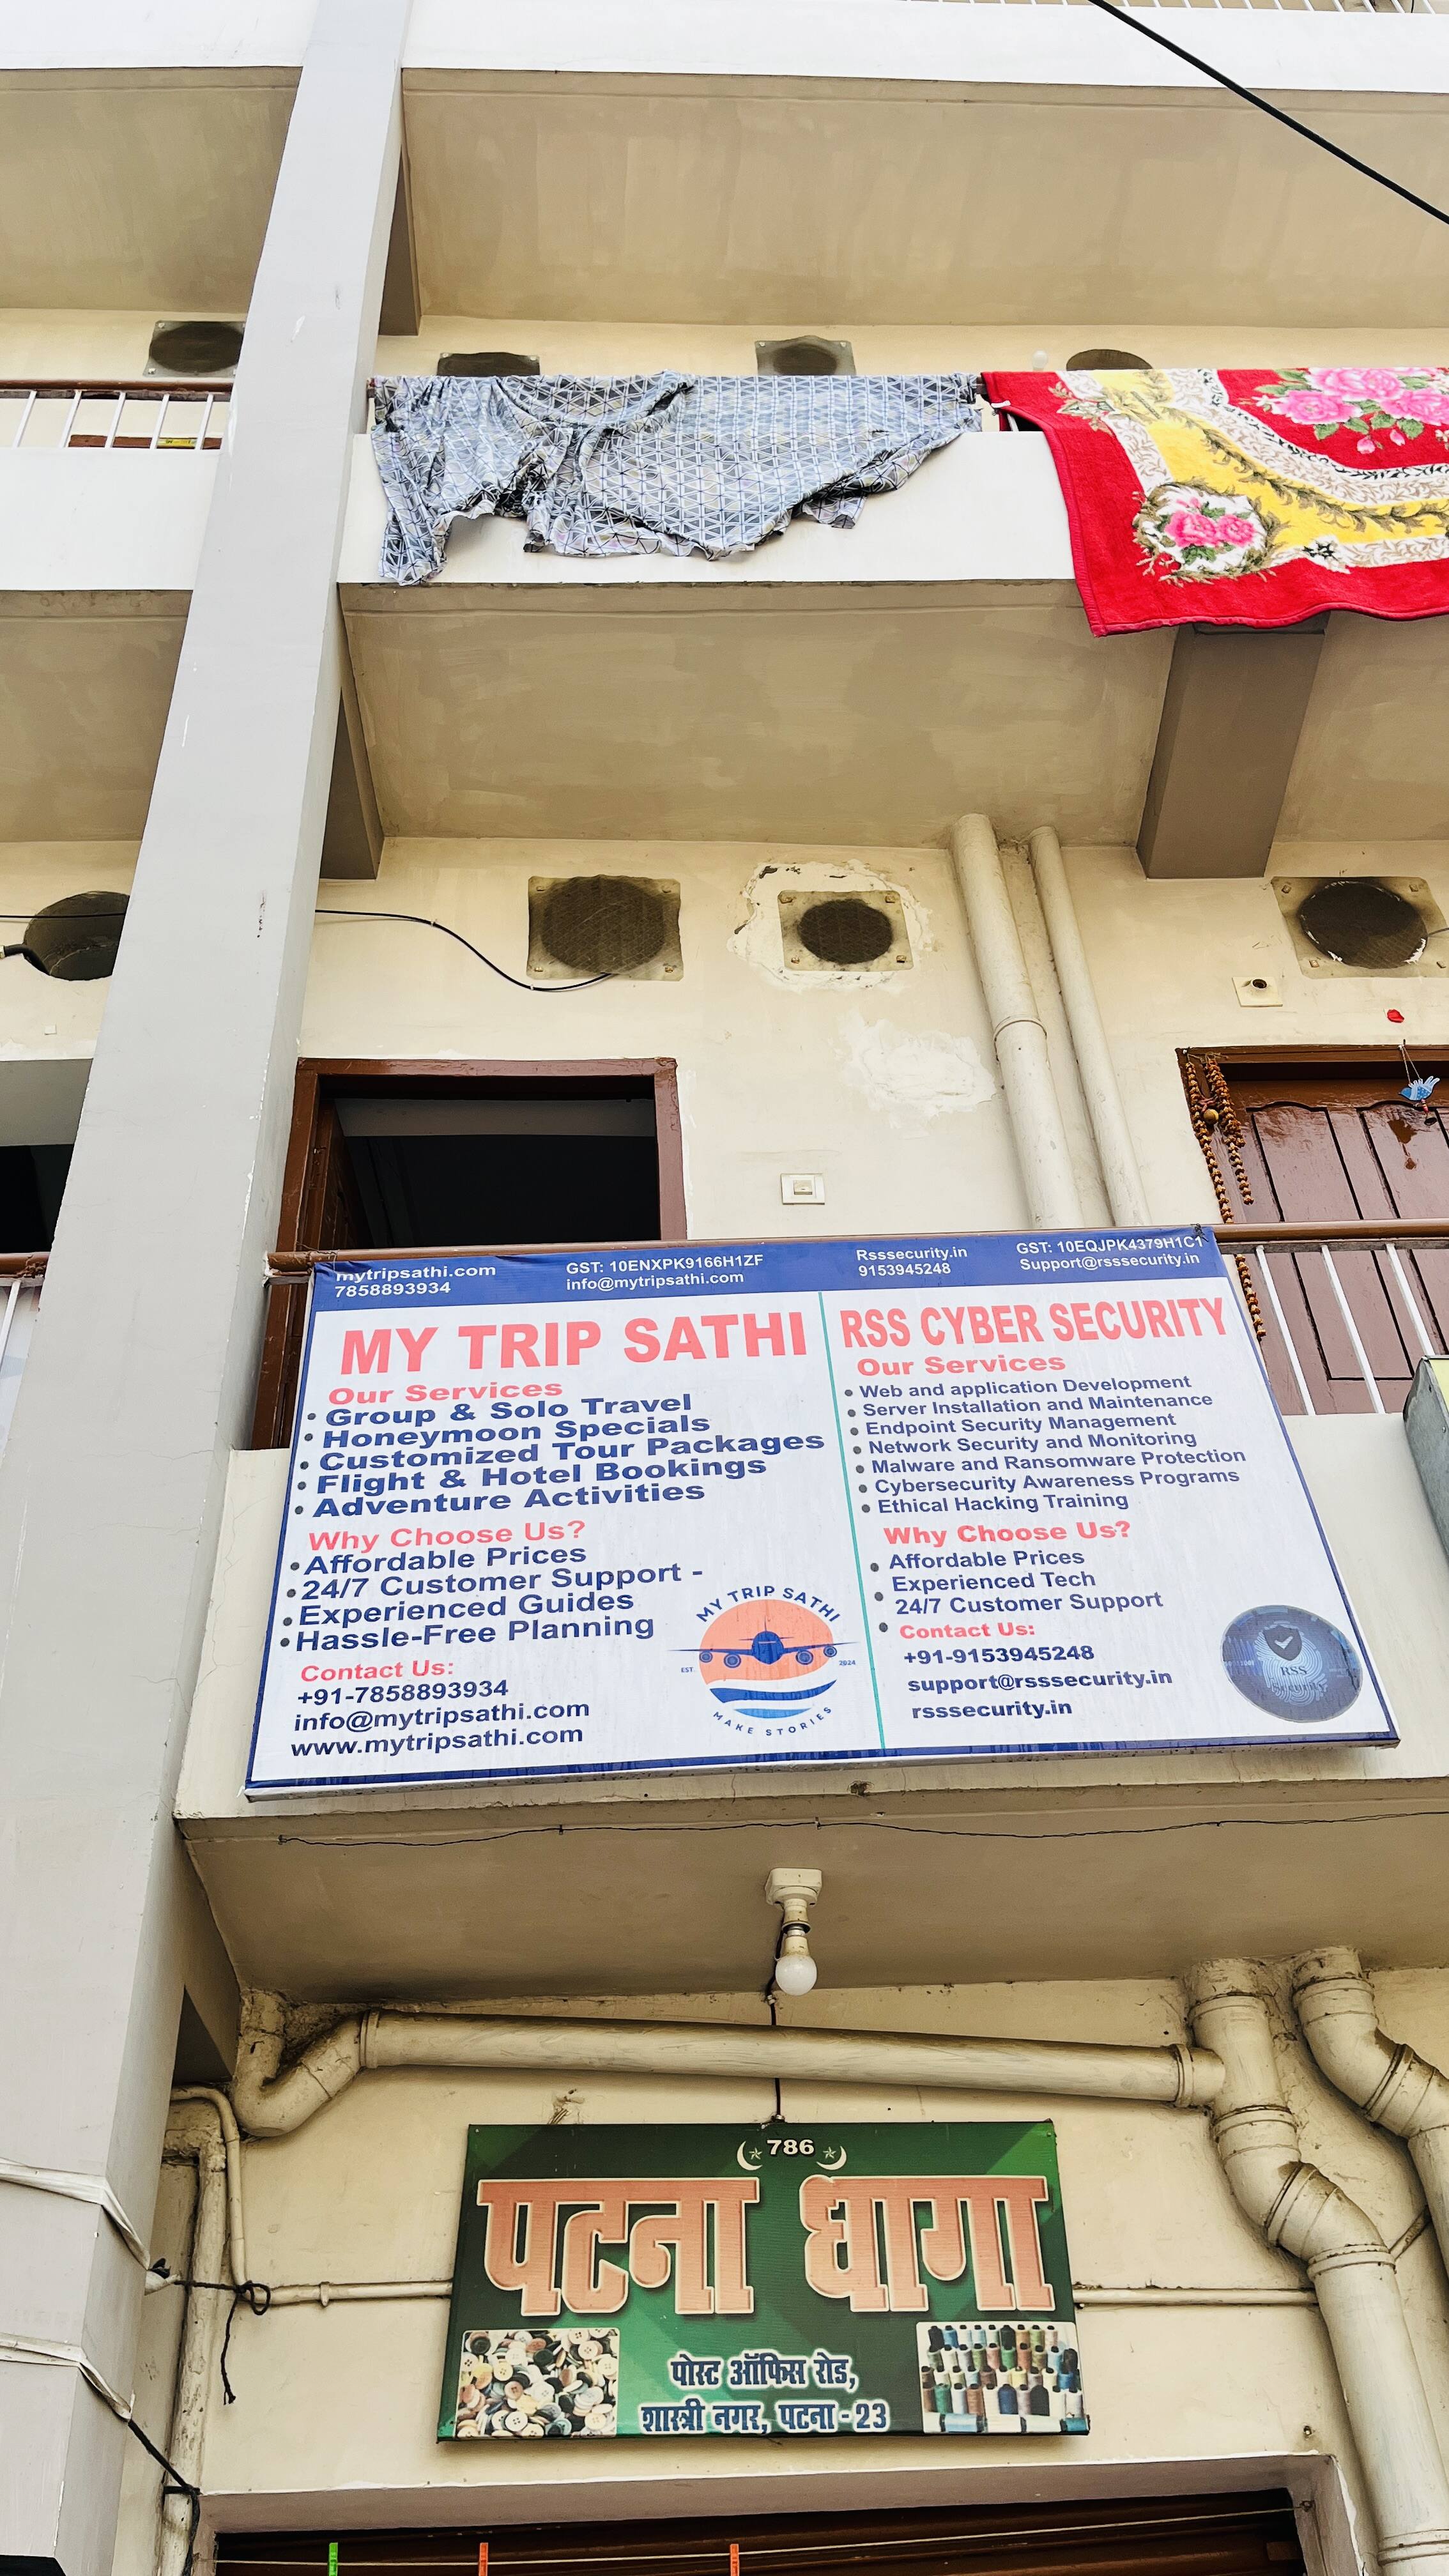 mytripsathi.com
7858893934
GST: 10ENXPK9166H1ZF
info@mytripsathi.com
Rsssecurity.in
9153945248
GST: 10EQJPK4379H1C1
Support@rsssecurity.in
MY TRIP SATHI
Our Services
• Group & Solo Travel
• Honeymoon Specials
• Customized Tour Packages
• Flight & Hotel Bookings
• Adventure Activities
Why Choose Us?
• Affordable Prices
• 24/7 Customer Support -
• Experienced Guides
• Hassle-Free Planning
Contact Us:
+91-7858893934
info@mytripsathi.com
www.mytripsathi.com
MY TRIP SATHI
EST. 2024
MAKE STORIES
RSS CYBER SECURITY
Our Services
• Web and application Development
• Server Installation and Maintenance
• Endpoint Security Management
• Network Security and Monitoring
• Malware and Ransomware Protection
• Cybersecurity Awareness Programs
• Ethical Hacking Training
Why Choose Us?
• Affordable Prices
• Experienced Tech
• 24/7 Customer Support
Contact Us:
+91-9153945248
support@rsssecurity.in
rsssecurity.in
RSS
786
पटना धागा
पोस्ट ऑफिस रोड,
शास्त्री नगर, पटना-23